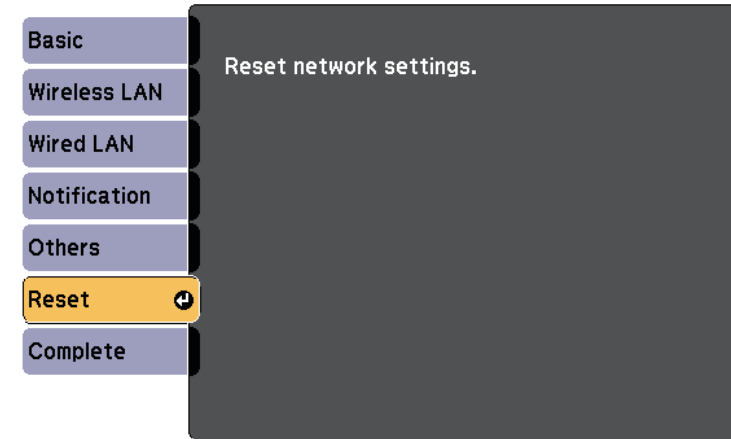 Basic
Wireless LAN
Wired LAN
Notification
Others
Reset
Complete
Reset network settings.